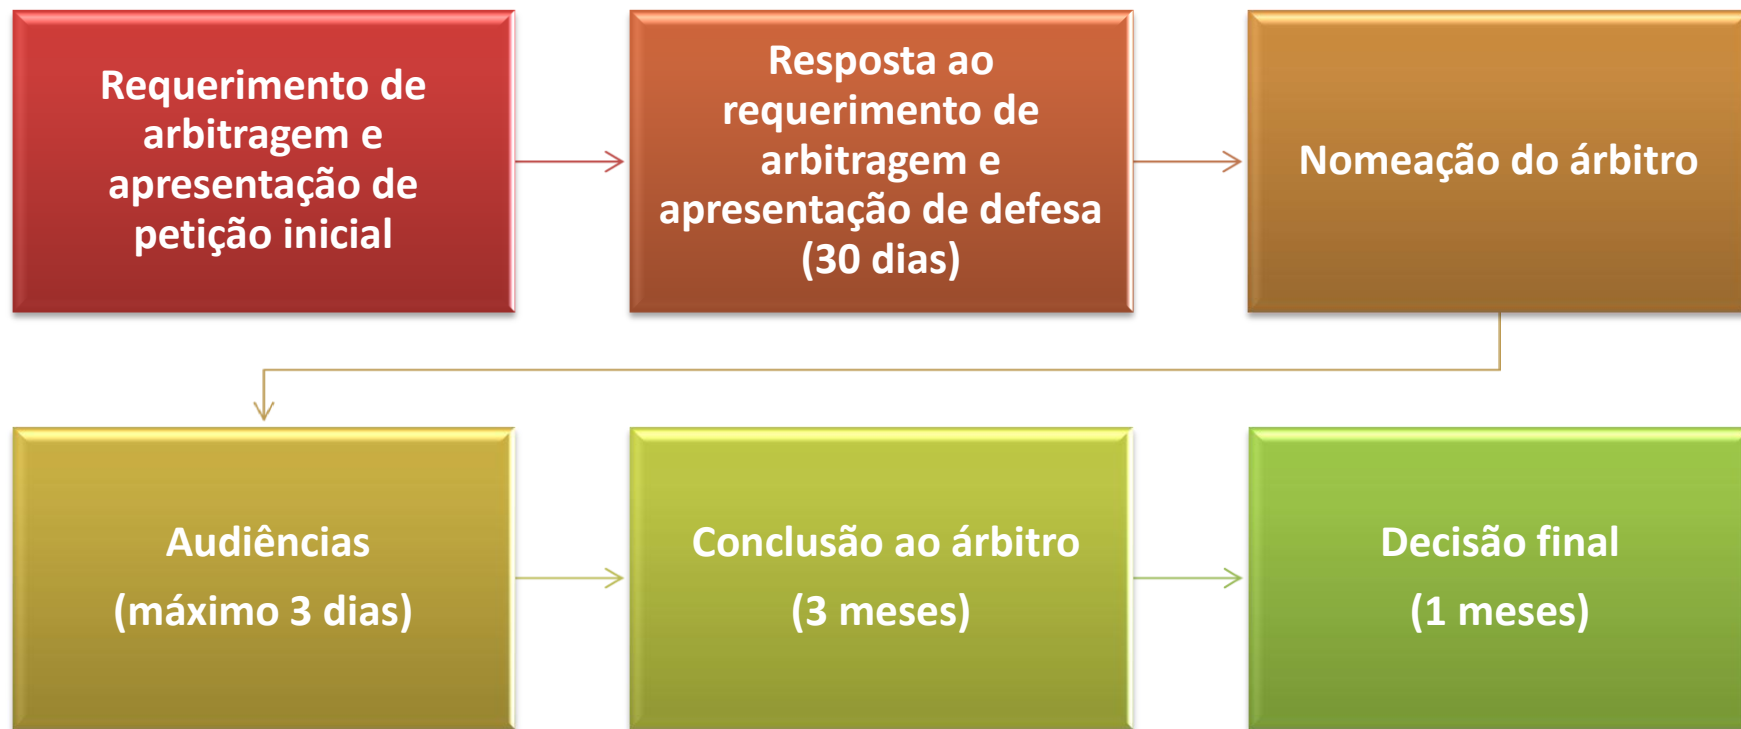 Requerimento de
arbitragem e
apresentação de
petição inicial
Resposta ao
requerimento de
arbitragem e
apresentação de defesa
(30 dias)
Nomeação do árbitro
Audiências
(máximo 3 dias)
Conclusão ao árbitro
(3 meses)
Decisão final
(1 meses)